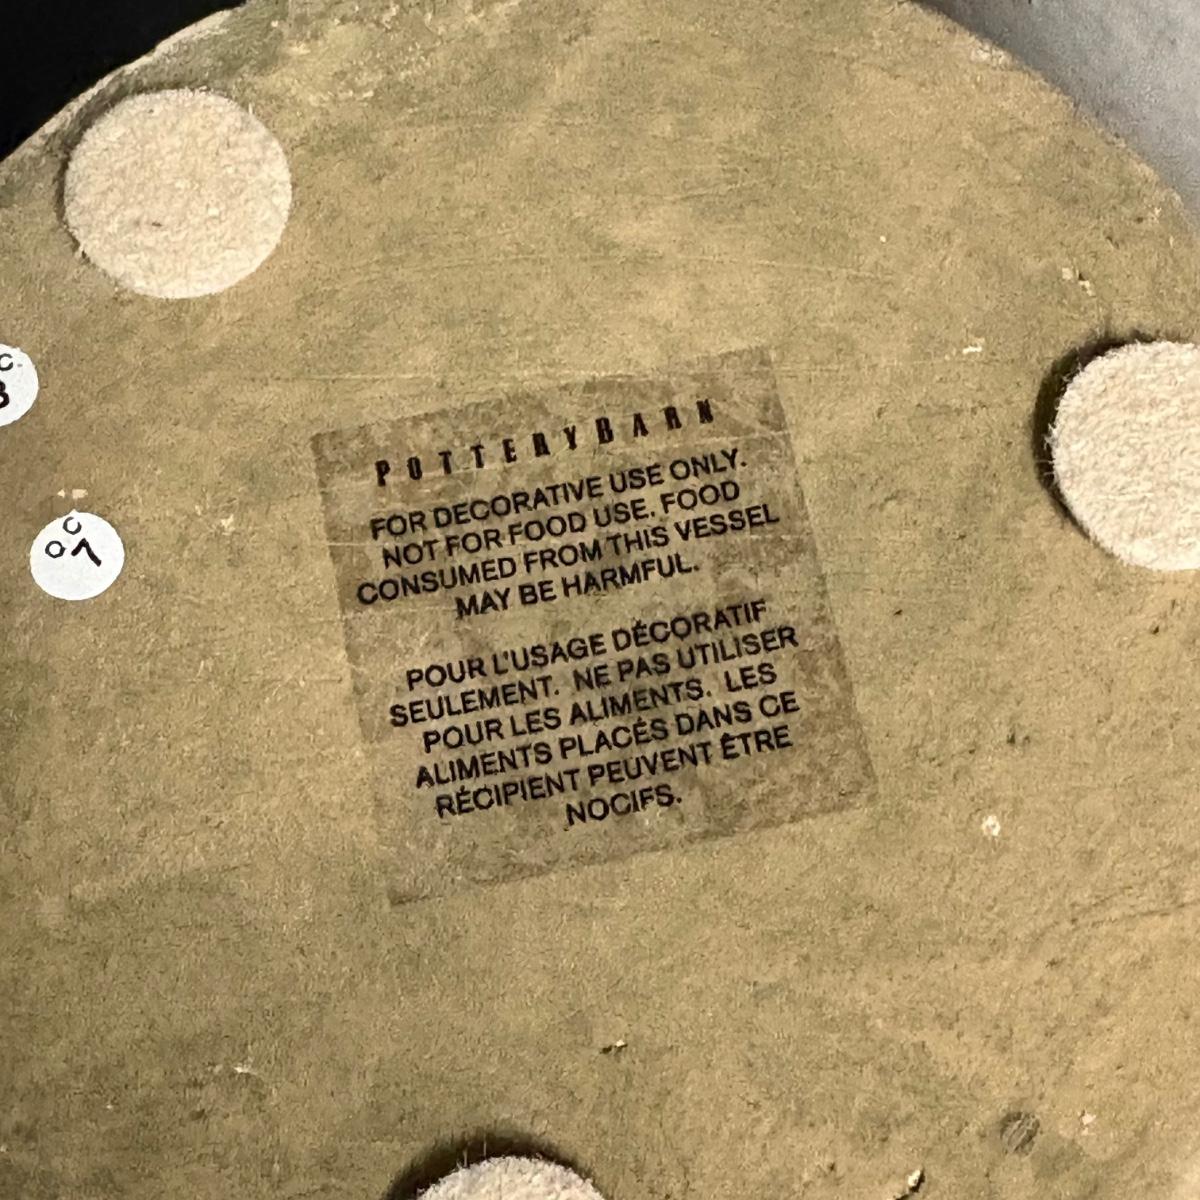 POTTERYBARN
FOR DECORATIVE USE ONLY.
NOT FOR FOOD USE. FOOD
CONSUMED FROM THIS VESSEL
MAY BE HARMFUL.
POUR L'USAGE DÉCORATIF
SEULEMENT. NE PAS UTILISER
POUR LES ALIMENTS. LES
ALIMENTS PLACÉS DANS CE
RÉCIPIENT PEUVENT ÊTRE
NOCIFS.